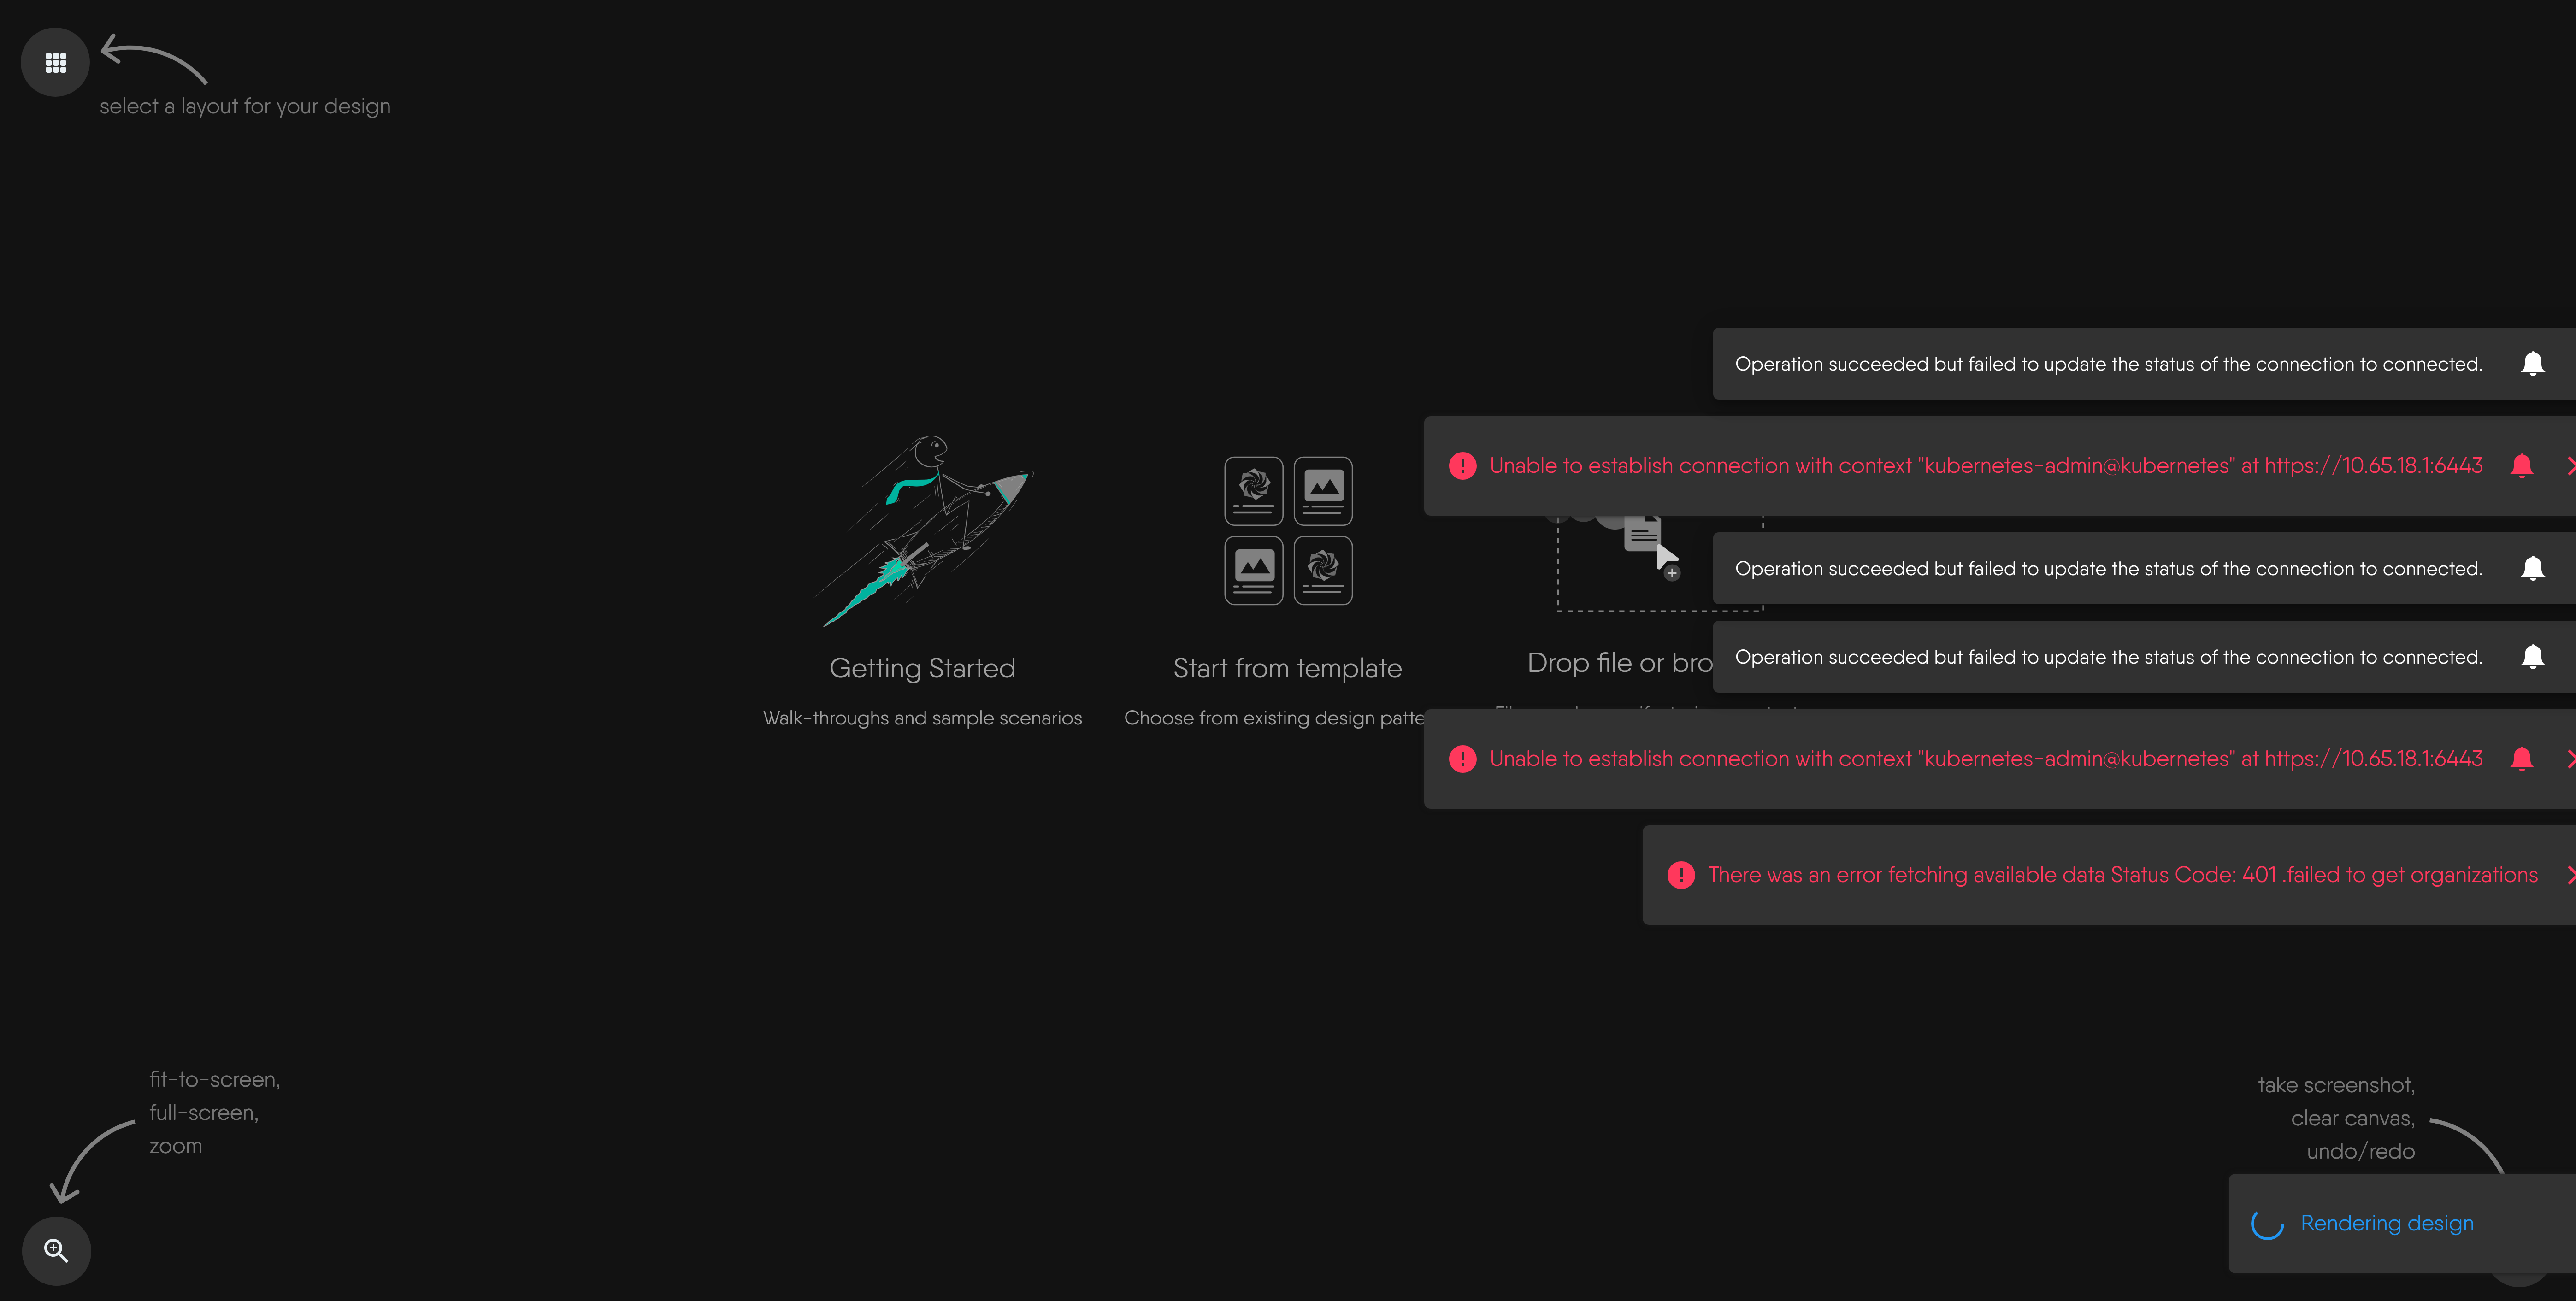 select a layout for your design
Operation succeeded but failed to update the status of the connection to connected.
Unable to establish connection with context "kubernetes-admin@kubernetes" at https://10.65.18.1:6443
Operation succeeded but failed to update the status of the connection to connected.
Operation succeeded but failed to update the status of the connection to connected.
Getting Started
Start from template
Drop file or bro
Walk-throughs and sample scenarios
Choose from existing design patte
Unable to establish connection with context "kubernetes-admin@kubernetes" at https://10.65.18.1:6443
There was an error fetching available data Status Code: 401 .failed to get organizations
fit-to-screen,
full-screen,
zoom
take screenshot,
clear canvas,
undo/redo
Rendering design